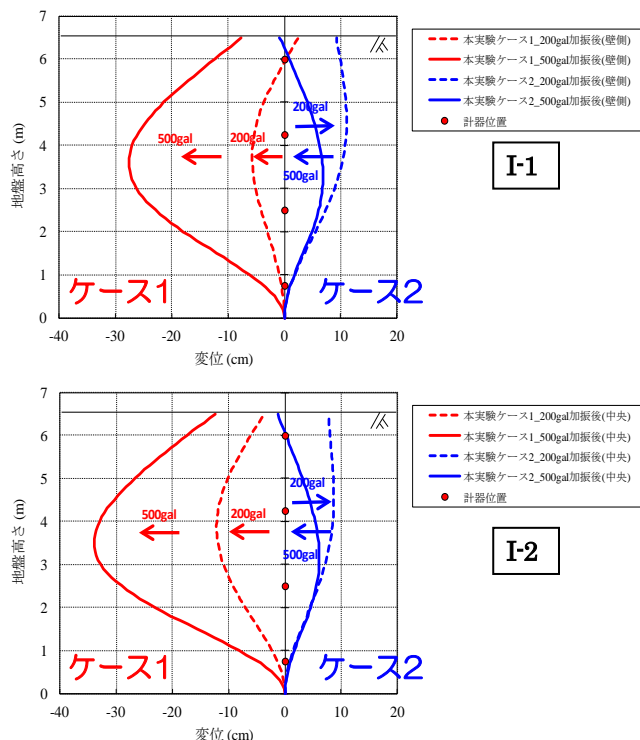 地盤高さ (m)
7
6
5
4
3
2
1
0
200gal
500gal
200gal
500gal
ケース1
ケース2
-40
-30
-20
-10
0
10
20
変位 (cm)
本実験ケース1_200gal加振後(壁側)
本実験ケース1_500gal加振後(壁側)
本実験ケース2_200gal加振後(壁側)
本実験ケース2_500gal加振後(壁側)
計器位置
I-1
地盤高さ (m)
7
6
5
4
3
2
1
0
200gal
500gal
200gal
500gal
ケース1
ケース2
-40
-30
-20
-10
0
10
20
変位 (cm)
本実験ケース1_200gal加振後(中央)
本実験ケース1_500gal加振後(中央)
本実験ケース2_200gal加振後(中央)
本実験ケース2_500gal加振後(中央)
計器位置
I-2